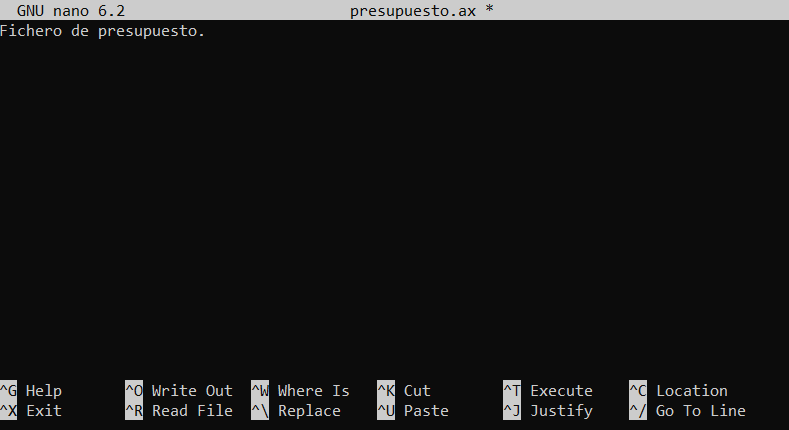 GNU nano 6.2 presupuesto.ax *
Fichero de presupuesto.
^G Help ^O Write Out ^W Where Is ^K Cut ^T Execute ^C Location
^X Exit ^R Read File ^\ Replace ^U Paste ^J Justify ^/ Go To Line